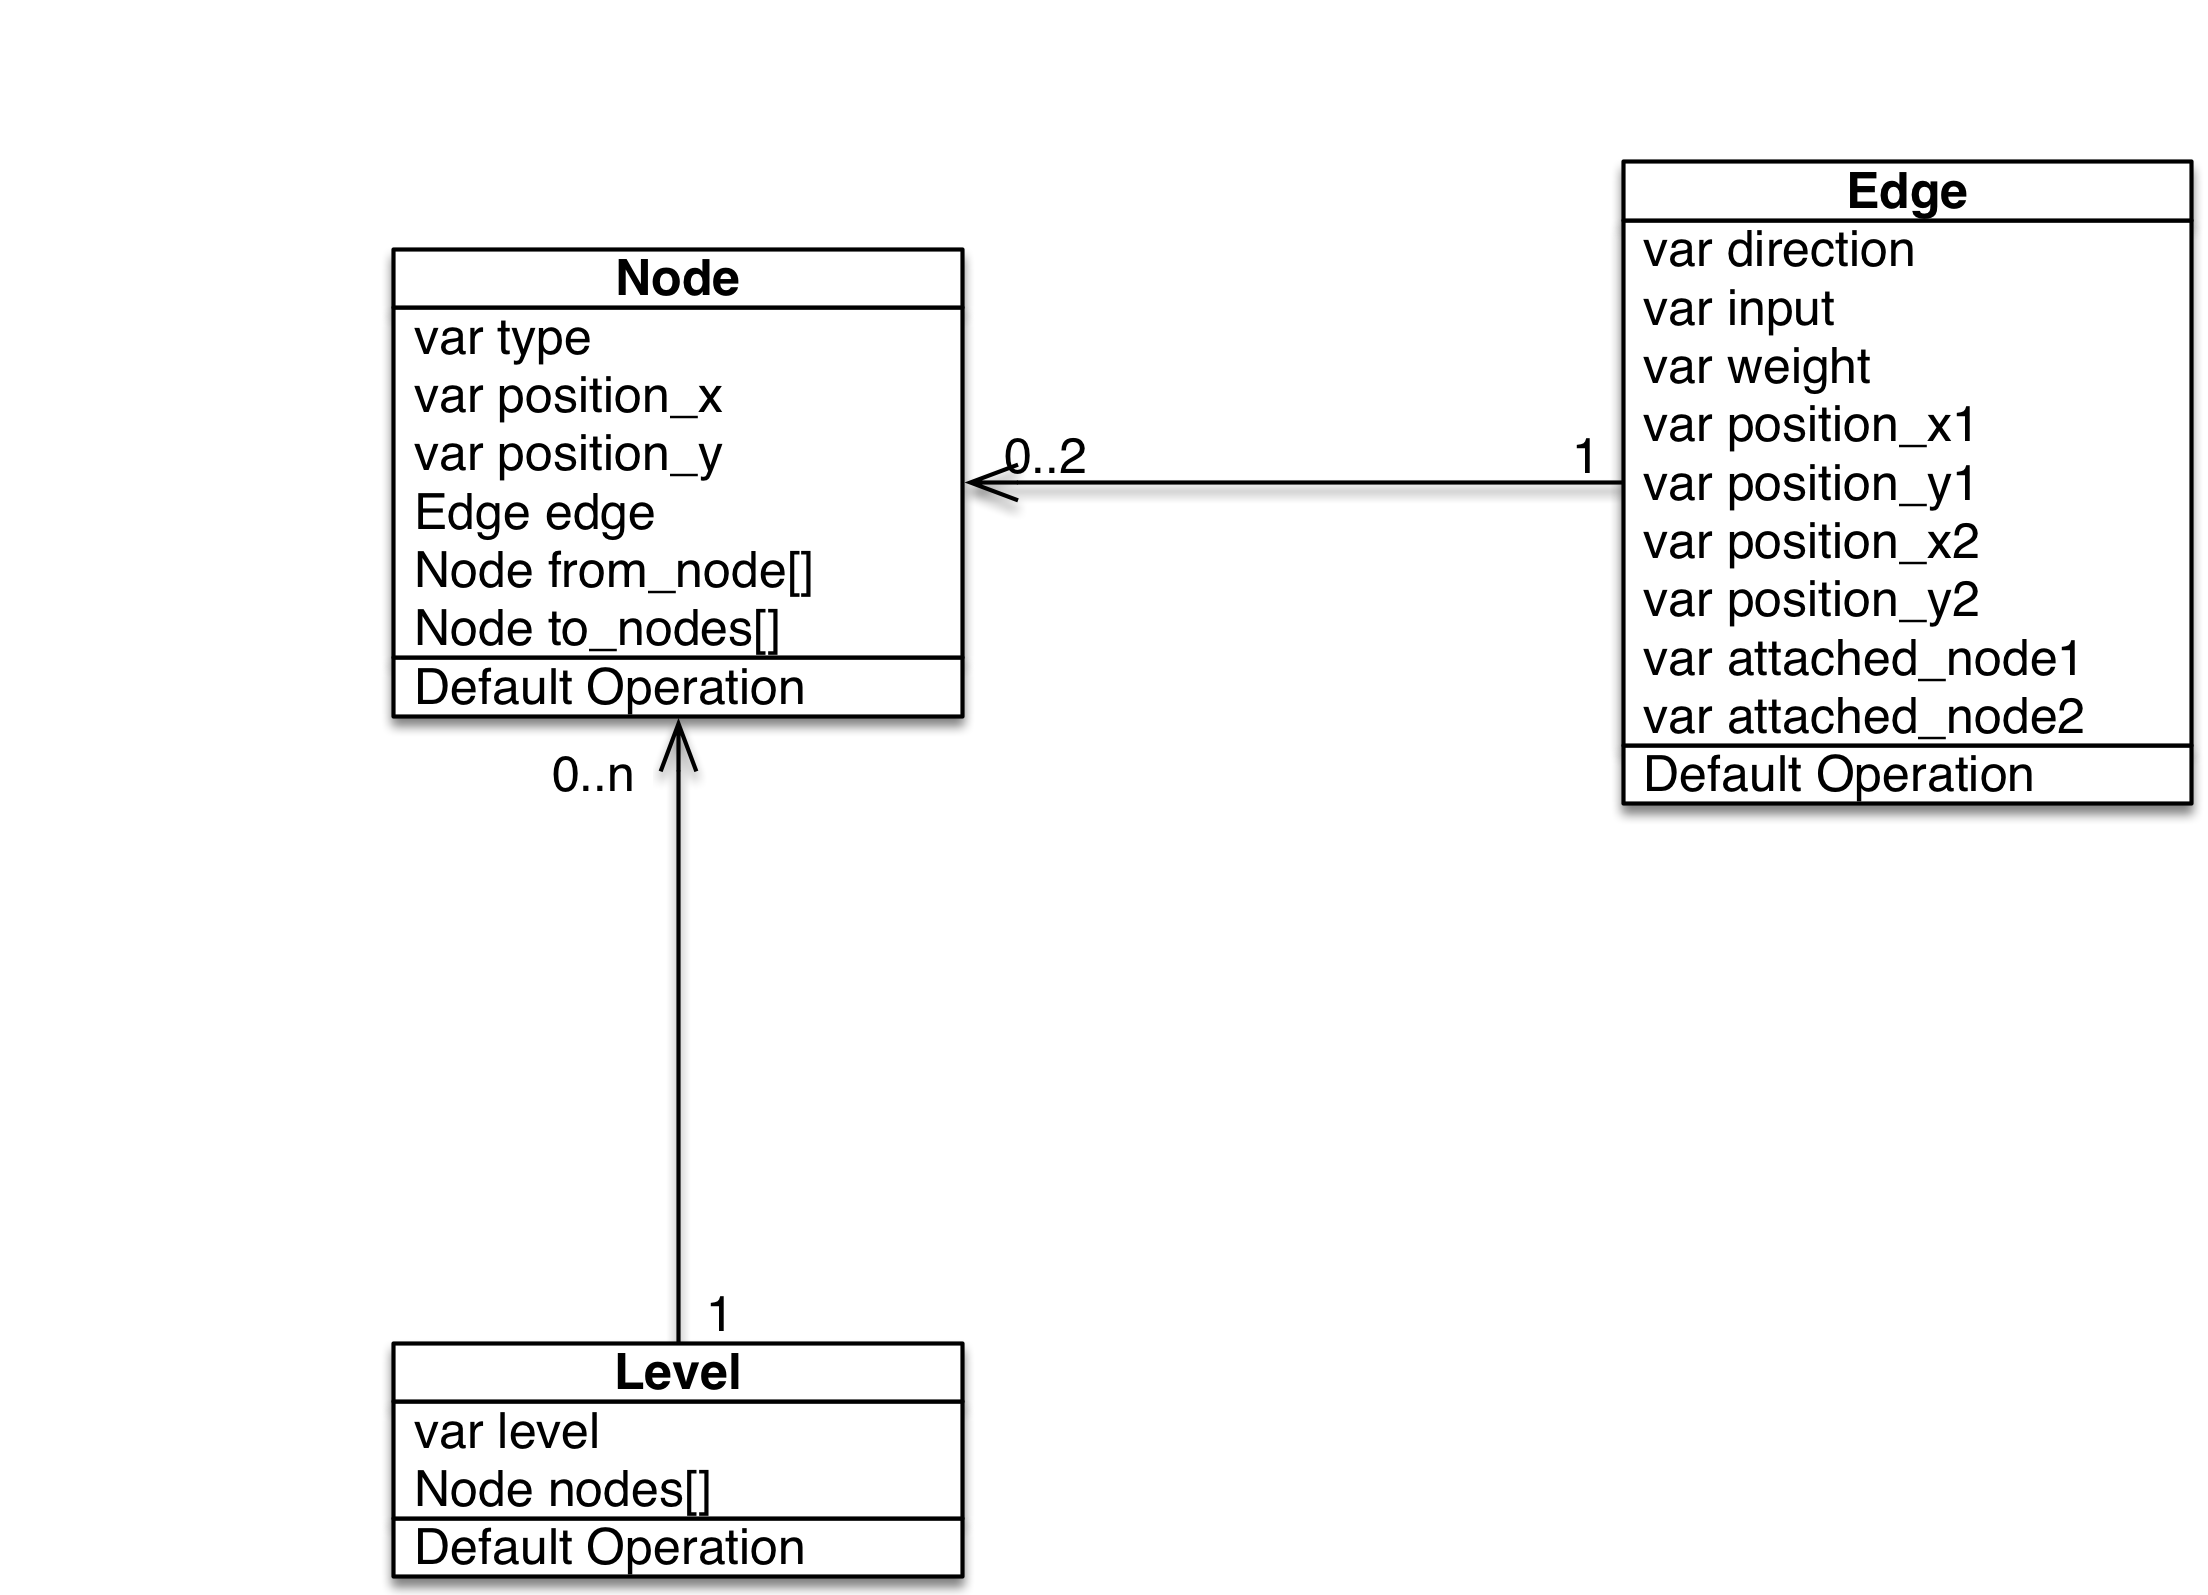 Node
var type
var position_x
var position_y
Edge edge
Node from_node[]
Node to_nodes[]
Default Operation
0..2
1
Edge
var direction
var input
var weight
var position_x1
var position_y1
var position_x2
var position_y2
var attached_node1
var attached_node2
Default Operation
0..n
1
Level
var level
Node nodes[]
Default Operation